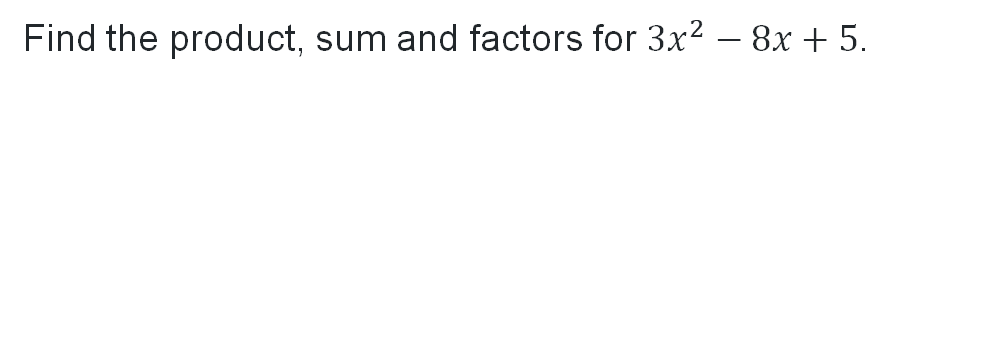 Find the product, sum and factors for 3x² – 8x + 5.